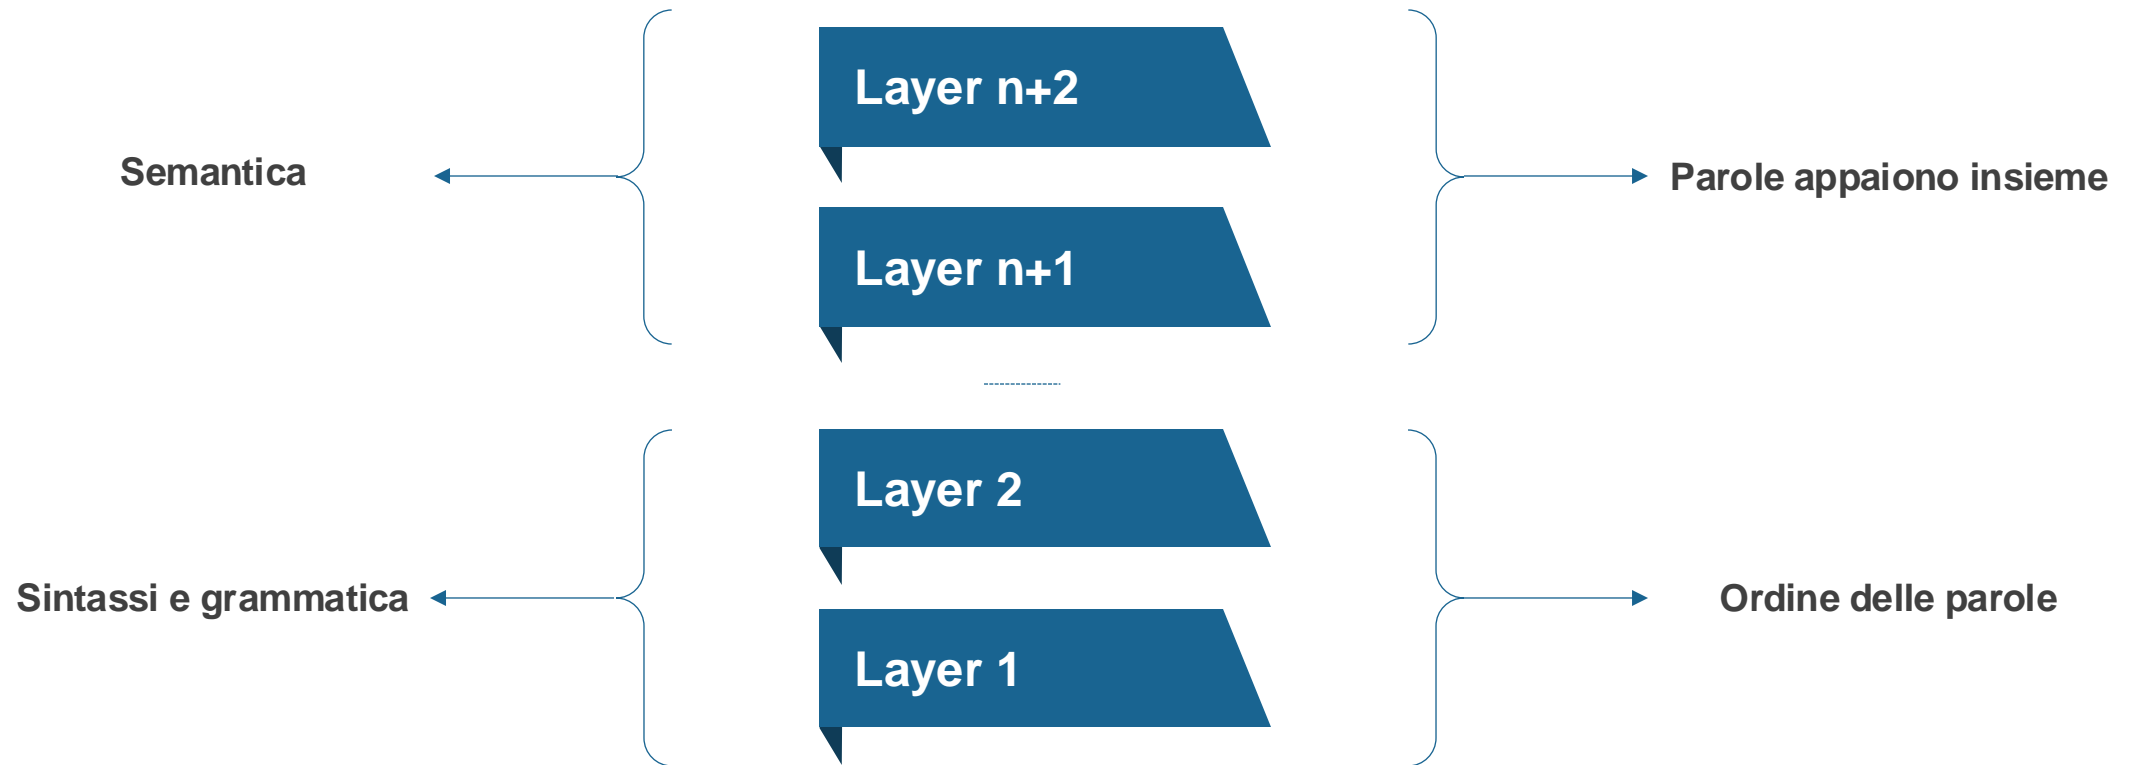 Layer n+2
Semantica
Parole appaiono insieme
Layer n+1
Layer 2
Sintassi e grammatica
Ordine delle parole
Layer 1